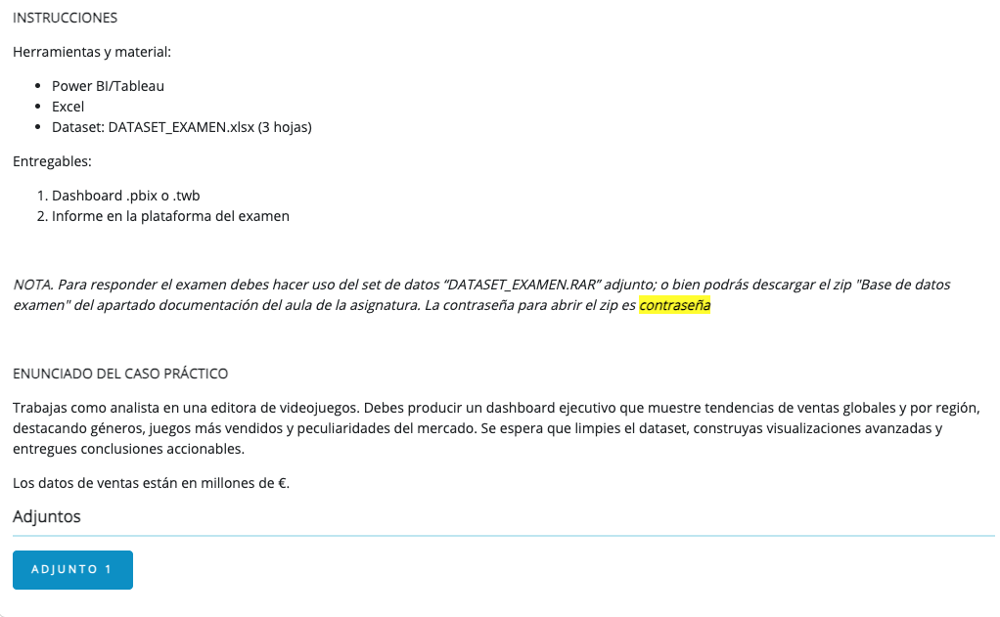 INSTRUCCIONES
Herramientas y material:
• Power BI/Tableau
• Excel
• Dataset: DATASET_EXAMEN.xlsx (3 hojas)
Entregables:
1. Dashboard .pbix o .twb
2. Informe en la plataforma del examen
NOTA. Para responder el examen debes hacer uso del set de datos “DATASET_EXAMEN.RAR” adjunto; o bien podrás descargar el zip "Base de datos
examen" del apartado documentación del aula de la asignatura. La contraseña para abrir el zip es contraseña
ENUNCIADO DEL CASO PRÁCTICO
Trabajas como analista en una editora de videojuegos. Debes producir un dashboard ejecutivo que muestre tendencias de ventas globales y por región,
destacando géneros, juegos más vendidos y peculiaridades del mercado. Se espera que limpies el dataset, construyas visualizaciones avanzadas y
entregues conclusiones accionables.
Los datos de ventas están en millones de €.
Adjuntos
ADJUNTO 1